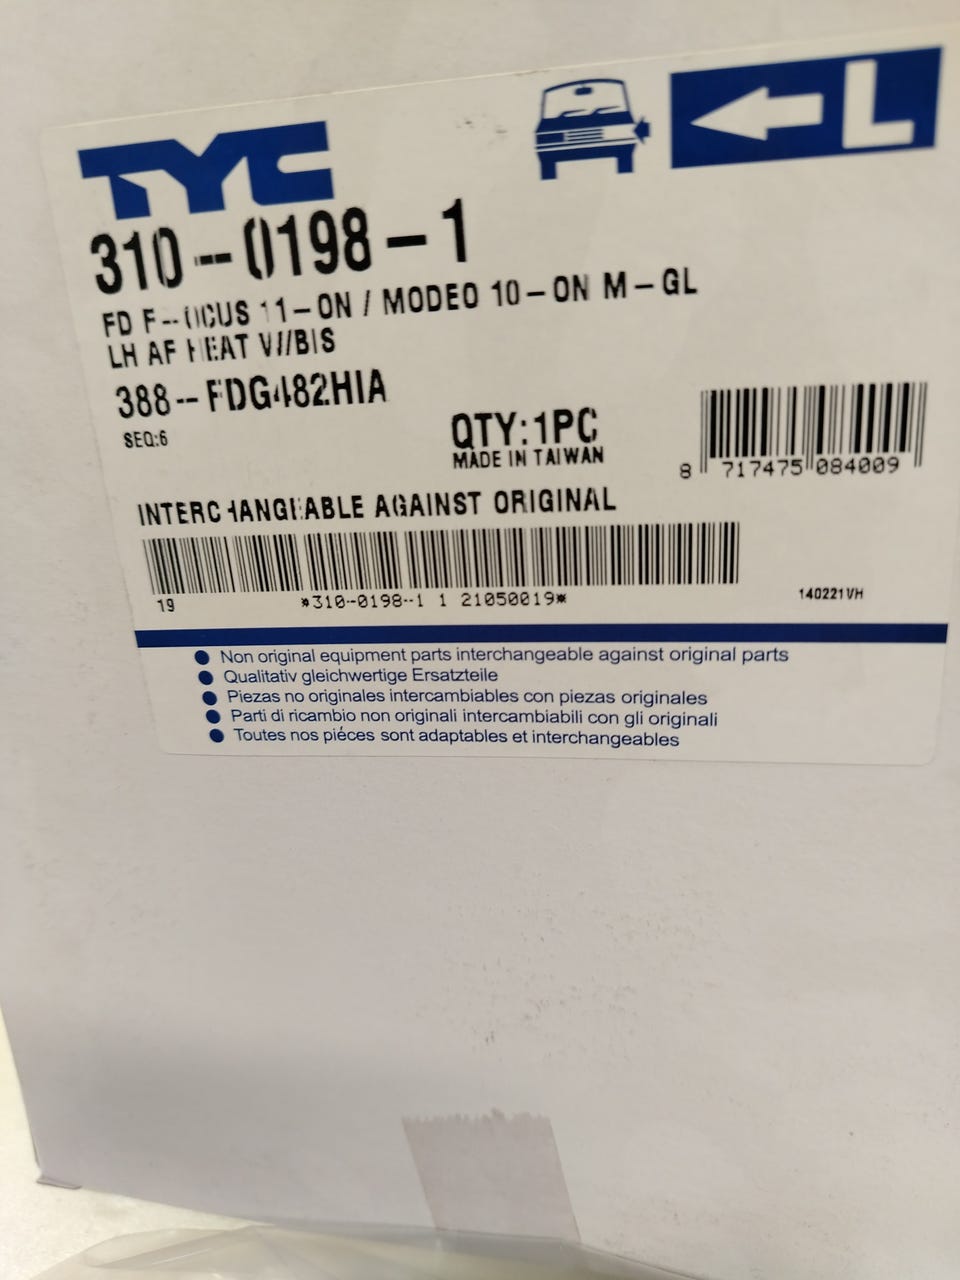 TYC
L
310-0198-1
FD F-OCUS 11-ON / MODEO 10-ON M-GL
LH AF HEAT W/BIS
388-FDG482HIA
SEQ:6
QTY:1PC
MADE IN TAIWAN
8 717475 084009
INTERCHANGEABLE AGAINST ORIGINAL
19 *310-0198-1 1 21050019* 140221VH
Non original equipment parts interchangeable against original parts
Qualitativ gleichwertige Ersatzteile
Piezas no originales intercambiables con piezas originales
Parti di ricambio non originali intercambiabili con gli originali
Toutes nos piéces sont adaptables et interchangeables